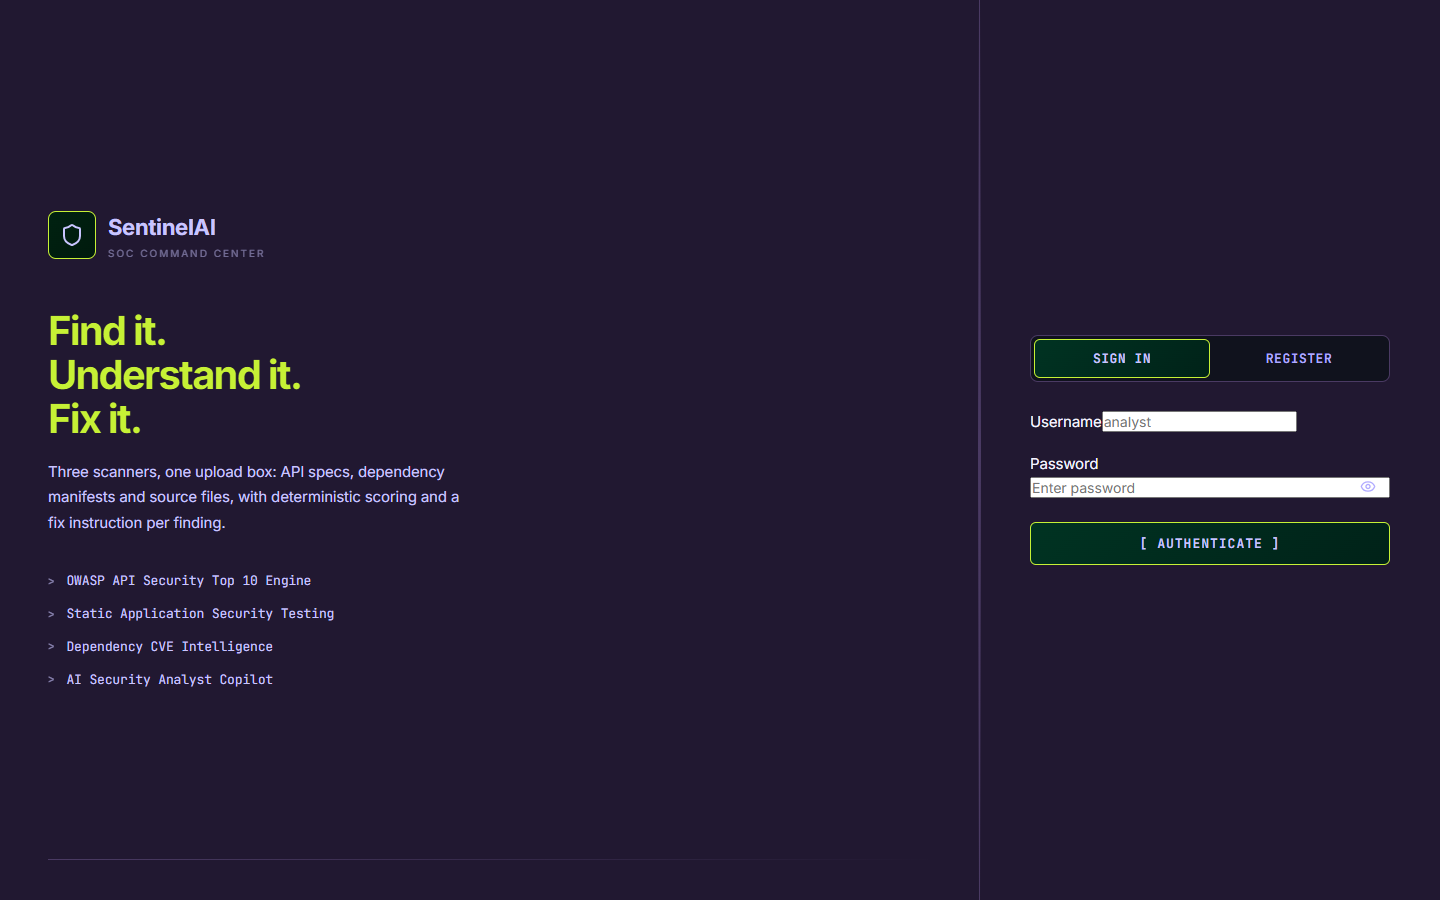 SentinelAI
SOC COMMAND CENTER
Find it.
Understand it.
Fix it.
Three scanners, one upload box: API specs, dependency
manifests and source files, with deterministic scoring and a
fix instruction per finding.
> OWASP API Security Top 10 Engine
> Static Application Security Testing
> Dependency CVE Intelligence
> AI Security Analyst Copilot
SIGN IN REGISTER
Username analyst
Password
Enter password
[ AUTHENTICATE ]